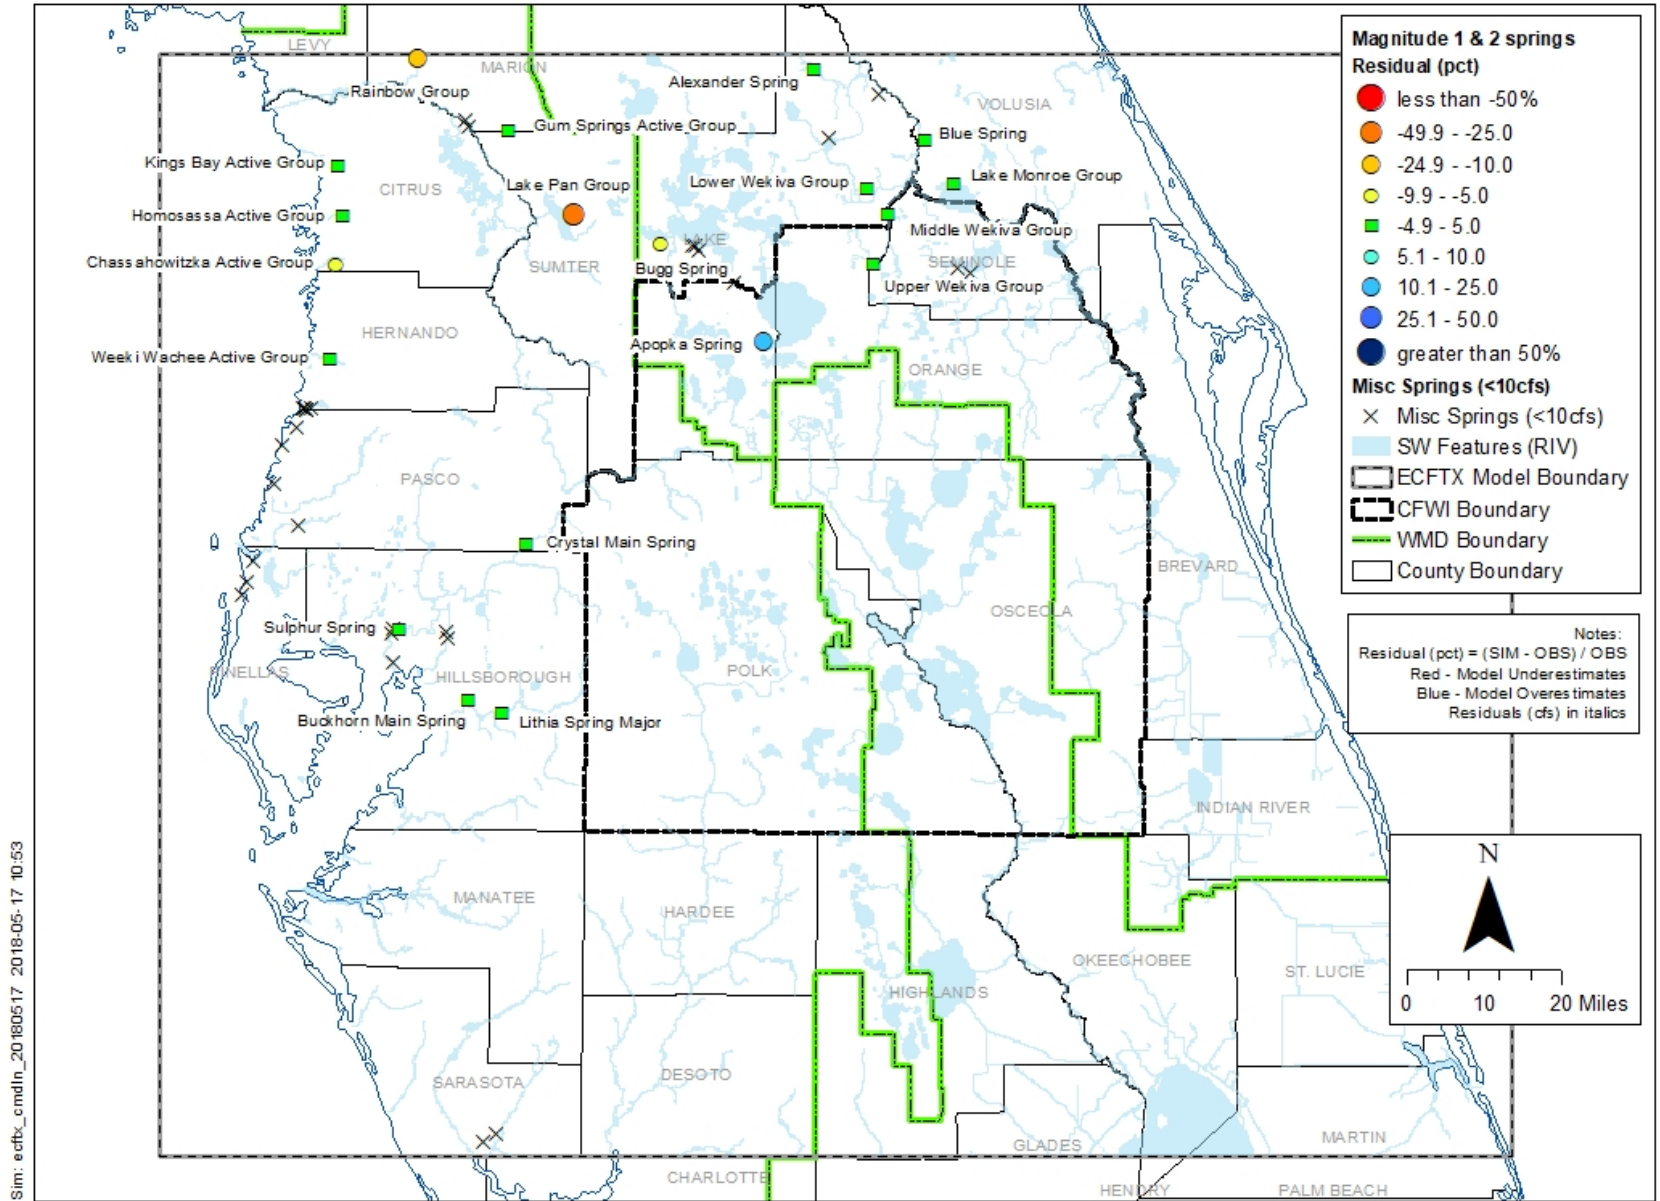 LEVY
MARION
Rainbow Group
Alexander Spring
VOLUSIA
Gum Springs Active Group
Blue Spring
Kings Bay Active Group
CITRUS
Lake Pan Group
Lower Wekiva Group
Lake Monroe Group
Homosassa Active Group
Middle Wekiva Group
LAKE
Chassahowitzka Active Group
SUMTER
Bugg Spring
SEMINOLE
Upper Wekiva Group
HERNANDO
Apopka Spring
Weeki Wachee Active Group
ORANGE
PASCO
Crystal Main Spring
BREVARD
OSCEOLA
Sulphur Spring
PINELLAS
HILLSBOROUGH
POLK
Buckhorn Main Spring
Lithia Spring Major
INDIAN RIVER
MANATEE
HARDEE
OKEECHOBEE
ST. LUCIE
HIGHLANDS
SARASOTA
DESOTO
GLADES
MARTIN
CHARLOTTE
HENDRY
PALM BEACH
Magnitude 1 & 2 springs
Residual (pct)
less than -50%
-49.9 - -25.0
-24.9 - -10.0
-9.9 - -5.0
-4.9 - 5.0
5.1 - 10.0
10.1 - 25.0
25.1 - 50.0
greater than 50%
Misc Springs (<10cfs)
Misc Springs (<10cfs)
SW Features (RIV)
ECFTX Model Boundary
CFWI Boundary
WMD Boundary
County Boundary
Notes:
Residual (pct) = (SIM - OBS) / OBS
Red - Model Underestimates
Blue - Model Overestimates
Residuals (cfs) in italics
N
0 10 20 Miles
Sim: ecftx_cmdln_20180517 2018-05-17 10:53